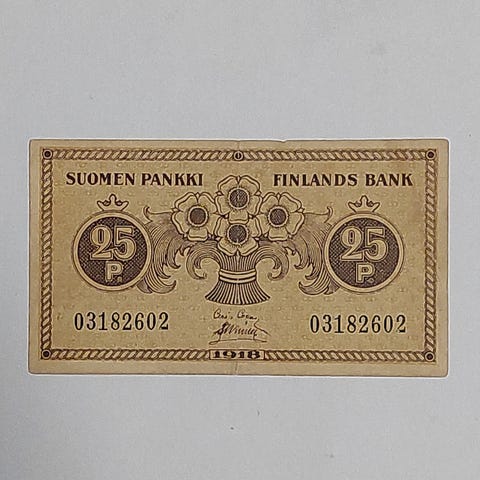 SUOMEN PANKKI FINLANDS BANK
25 25
P. P.
03182602 03182602
1918